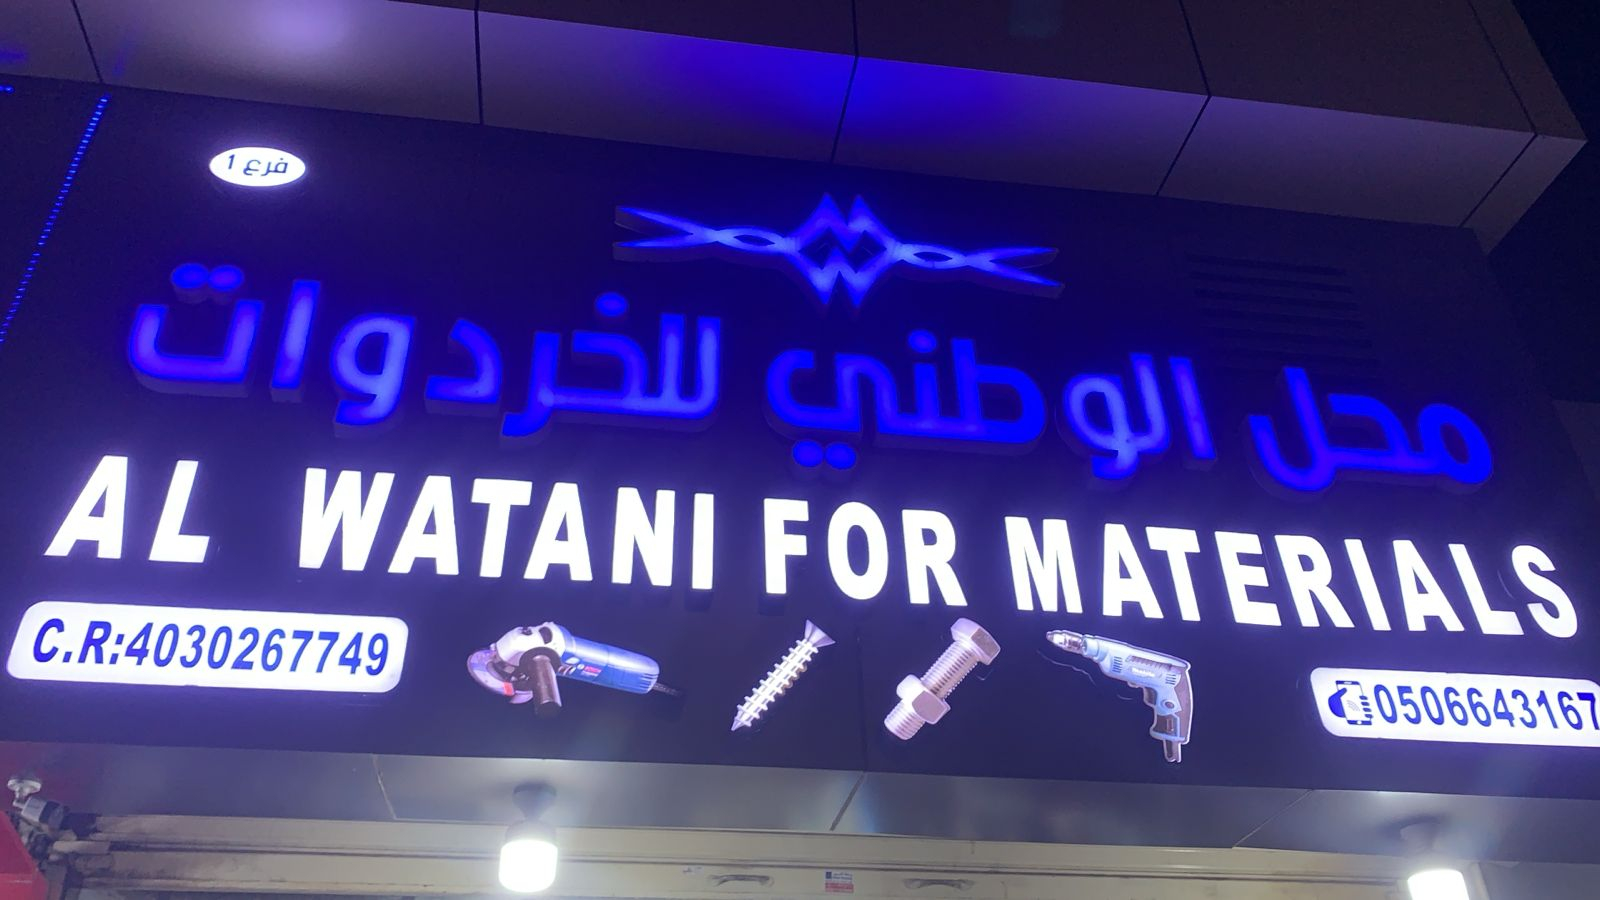 فرع 1
محل الوطني للخردوات
AL WATANI FOR MATERIALS
C.R:4030267749
0506643167